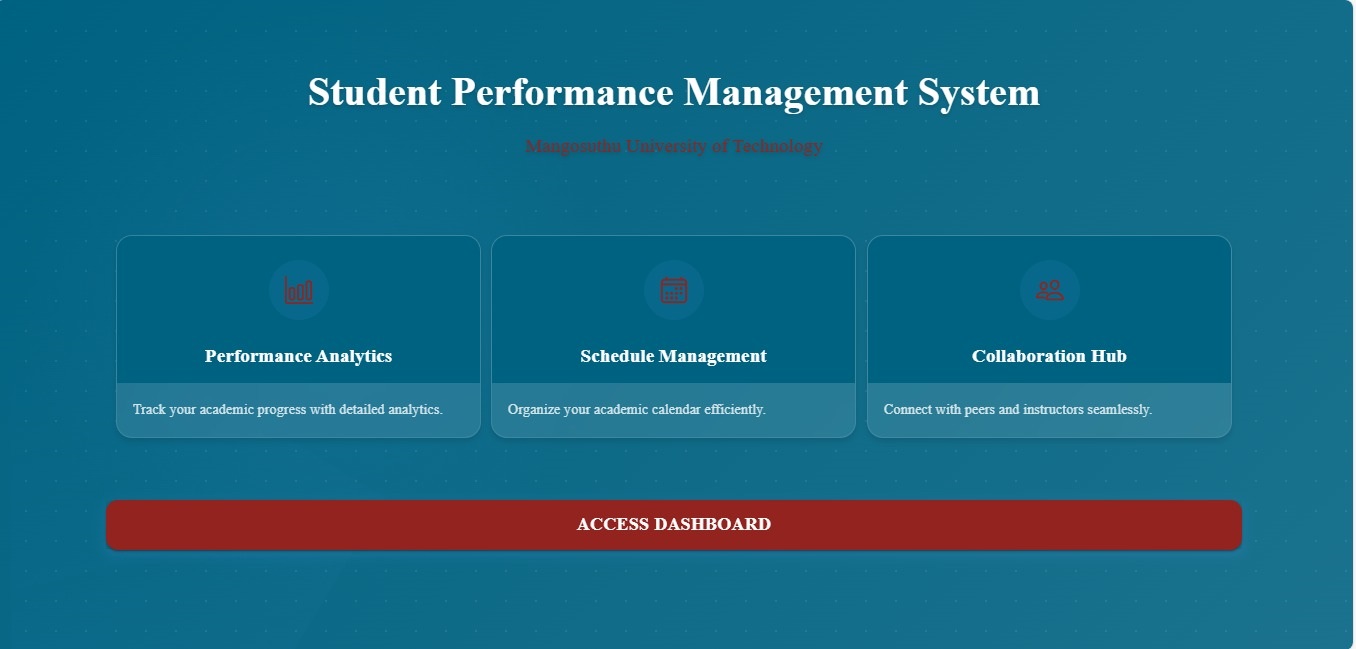 Student Performance Management System
Mangosuthu University of Technology
Performance Analytics
Track your academic progress with detailed analytics.
Schedule Management
Organize your academic calendar efficiently.
Collaboration Hub
Connect with peers and instructors seamlessly.
ACCESS DASHBOARD